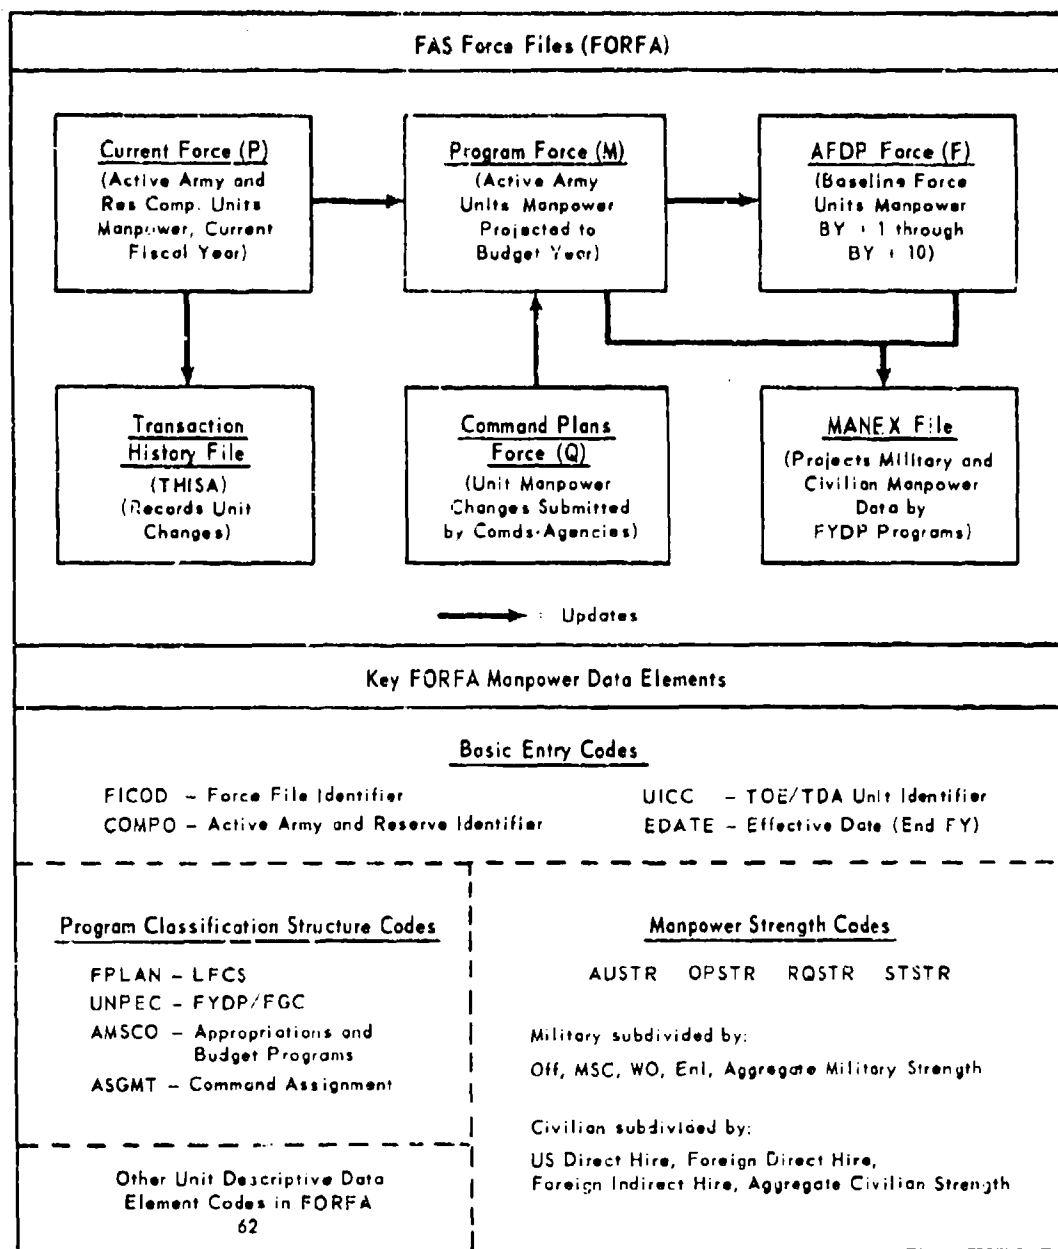 FAS Force Files (FORFA)
Current Force (P)
(Active Army and
Res Comp. Units
Manpower, Current
Fiscal Year)
Program Force (M)
(Active Army
Units Manpower
Projected to
Budget Year)
AFDP Force (F)
(Baseline Force
Units Manpower
BY + 1 through
BY + 10)
Transaction
History File
(THISA)
(Records Unit
Changes)
Command Plans
Force (Q)
(Unit Manpower
Changes Submitted
by Comds-Agencies)
MANEX File
(Projects Military and
Civilian Manpower
Data by
FYDP Programs)
: Updates
Key FORFA Manpower Data Elements
Basic Entry Codes
FICOD – Force File Identifier
COMPO – Active Army and Reserve Identifier
UICC – TOE/TDA Unit Identifier
EDATE – Effective Date (End FY)
Program Classification Structure Codes
FPLAN – LFCS
UNPEC – FYDP/FGC
AMSCO – Appropriations and
Budget Programs
ASGMT – Command Assignment
Other Unit Descriptive Data
Element Codes in FORFA
62
Manpower Strength Codes
AUSTR OPSTR RQSTR STSTR
Military subdivided by:
Off, MSC, WO, Enl, Aggregate Military Strength
Civilian subdivided by:
US Direct Hire, Foreign Direct Hire,
Foreign Indirect Hire, Aggregate Civilian Strength